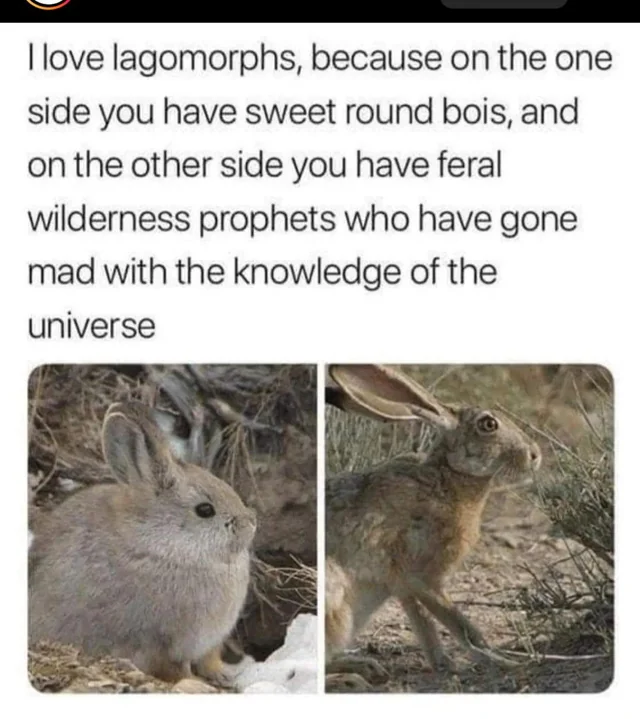 I love lagomorphs, because on the one
side you have sweet round bois, and
on the other side you have feral
wilderness prophets who have gone
mad with the knowledge of the
universe